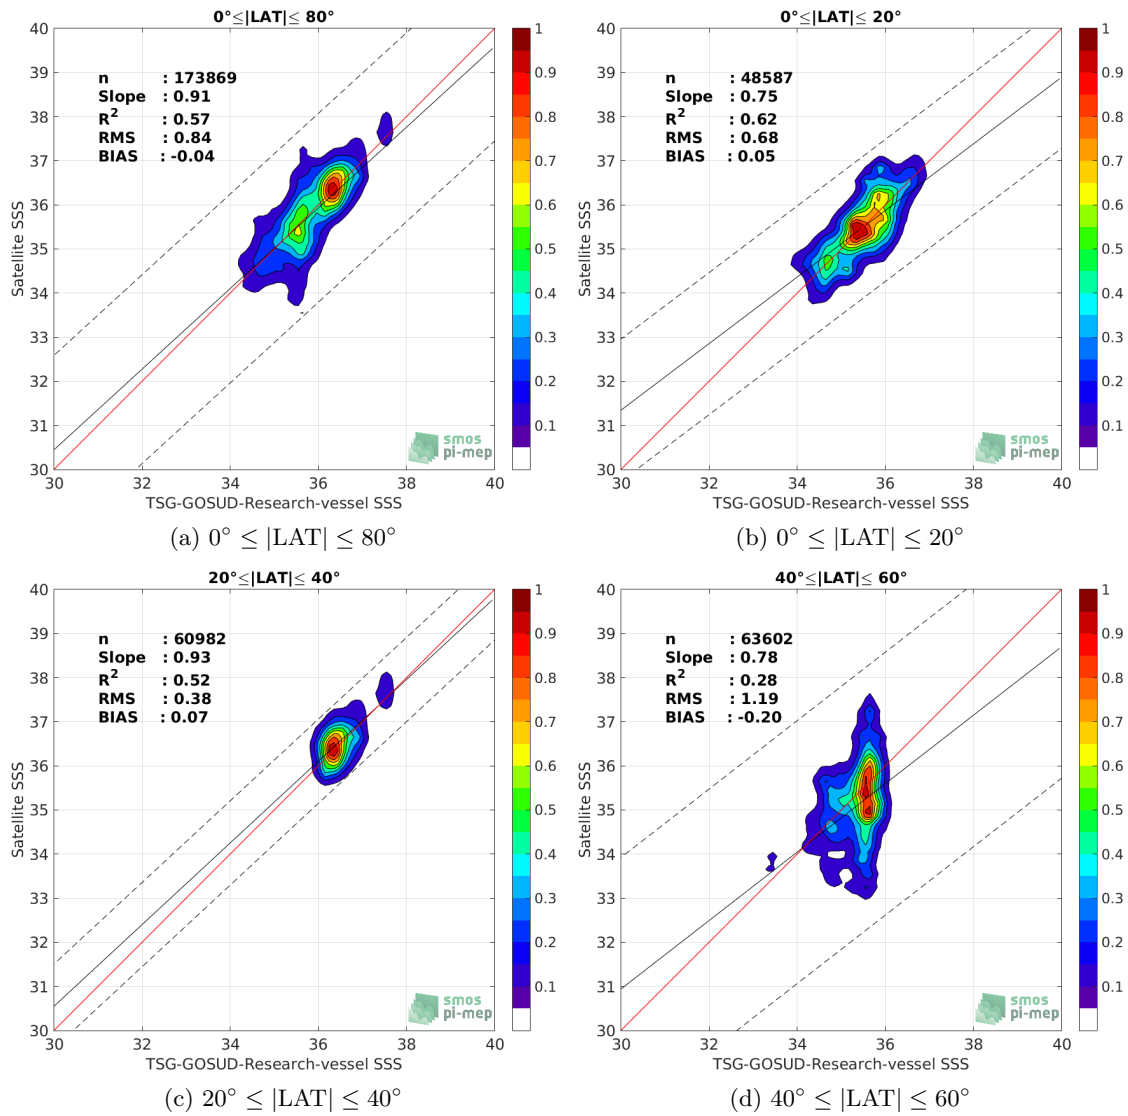 0°≤|LAT|≤ 80°
n : 173869
Slope : 0.91
R2 : 0.57
RMS : 0.84
BIAS : -0.04
Satellite SSS
40
39
38
37
36
35
34
33
32
31
30
30 32 34 36 38 40
TSG-GOSUD-Research-vessel SSS
1
0.9
0.8
0.7
0.6
0.5
0.4
0.3
0.2
0.1
smos
pi-mep
(a) 0° ≤ |LAT| ≤ 80°
0°≤|LAT|≤ 20°
n : 48587
Slope : 0.75
R2 : 0.62
RMS : 0.68
BIAS : 0.05
Satellite SSS
40
39
38
37
36
35
34
33
32
31
30
30 32 34 36 38 40
TSG-GOSUD-Research-vessel SSS
1
0.9
0.8
0.7
0.6
0.5
0.4
0.3
0.2
0.1
smos
pi-mep
(b) 0° ≤ |LAT| ≤ 20°
20°≤|LAT|≤ 40°
n : 60982
Slope : 0.93
R2 : 0.52
RMS : 0.38
BIAS : 0.07
Satellite SSS
40
39
38
37
36
35
34
33
32
31
30
30 32 34 36 38 40
TSG-GOSUD-Research-vessel SSS
1
0.9
0.8
0.7
0.6
0.5
0.4
0.3
0.2
0.1
smos
pi-mep
(c) 20° ≤ |LAT| ≤ 40°
40°≤|LAT|≤ 60°
n : 63602
Slope : 0.78
R2 : 0.28
RMS : 1.19
BIAS : -0.20
Satellite SSS
40
39
38
37
36
35
34
33
32
31
30
30 32 34 36 38 40
TSG-GOSUD-Research-vessel SSS
1
0.9
0.8
0.7
0.6
0.5
0.4
0.3
0.2
0.1
smos
pi-mep
(d) 40° ≤ |LAT| ≤ 60°